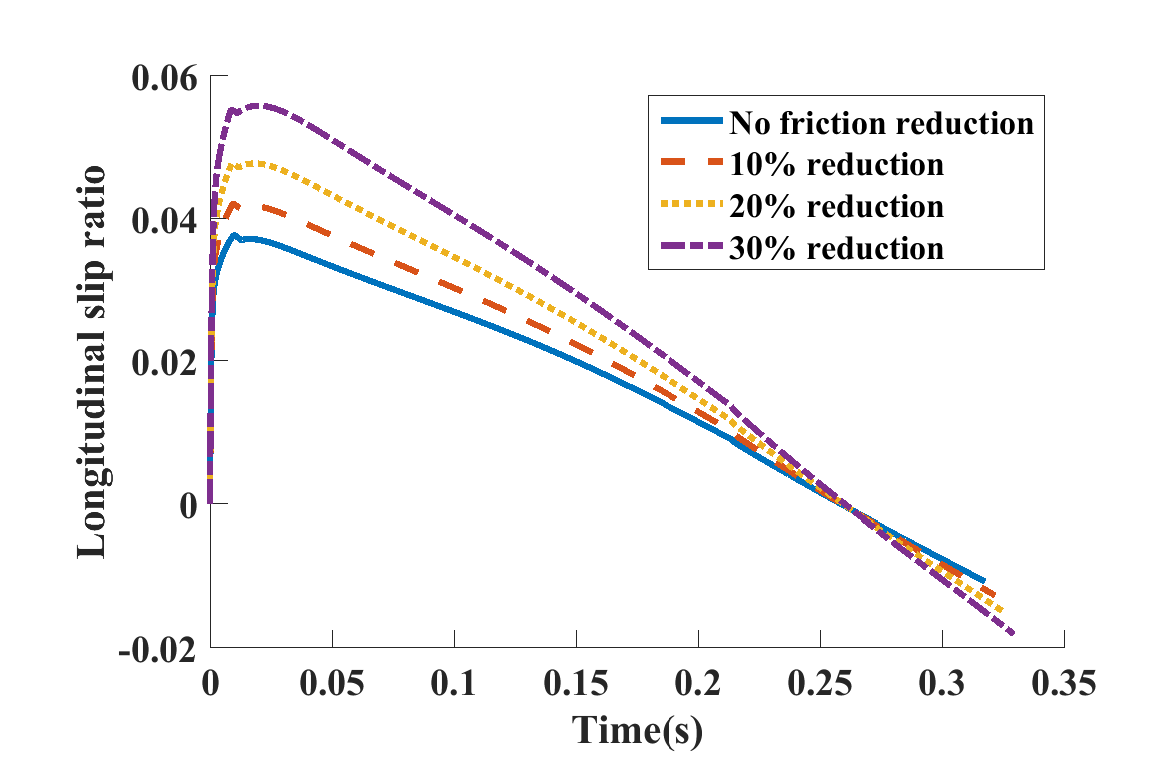 0.06
0.04
0.02
0
-0.02
Longitudinal slip ratio
No friction reduction
10% reduction
20% reduction
30% reduction
0 0.05 0.1 0.15 0.2 0.25 0.3 0.35
Time(s)